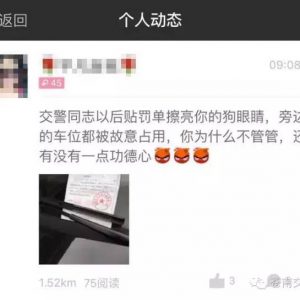 返回
个人动态
09:08
45
交警同志以后贴罚单擦亮你的狗眼睛，旁边
的车位都被故意占用，你为什么不管管，还
有没有一点功德心
1.52km 75阅读
3